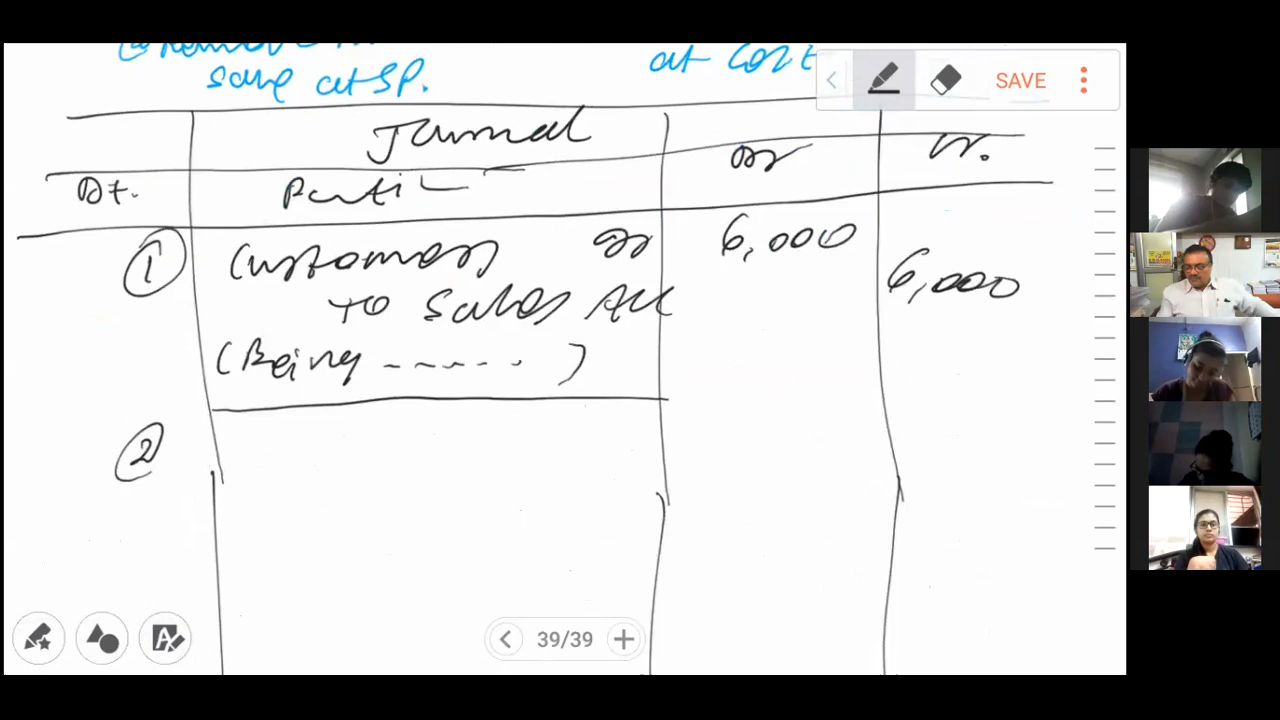 save at SP.
at Cost
SAVE
Journal
Dt. Parti Dr Cr.
① Customers Dr 6,000
To Sales A/c 6,000
(Being ------ )
②
39/39